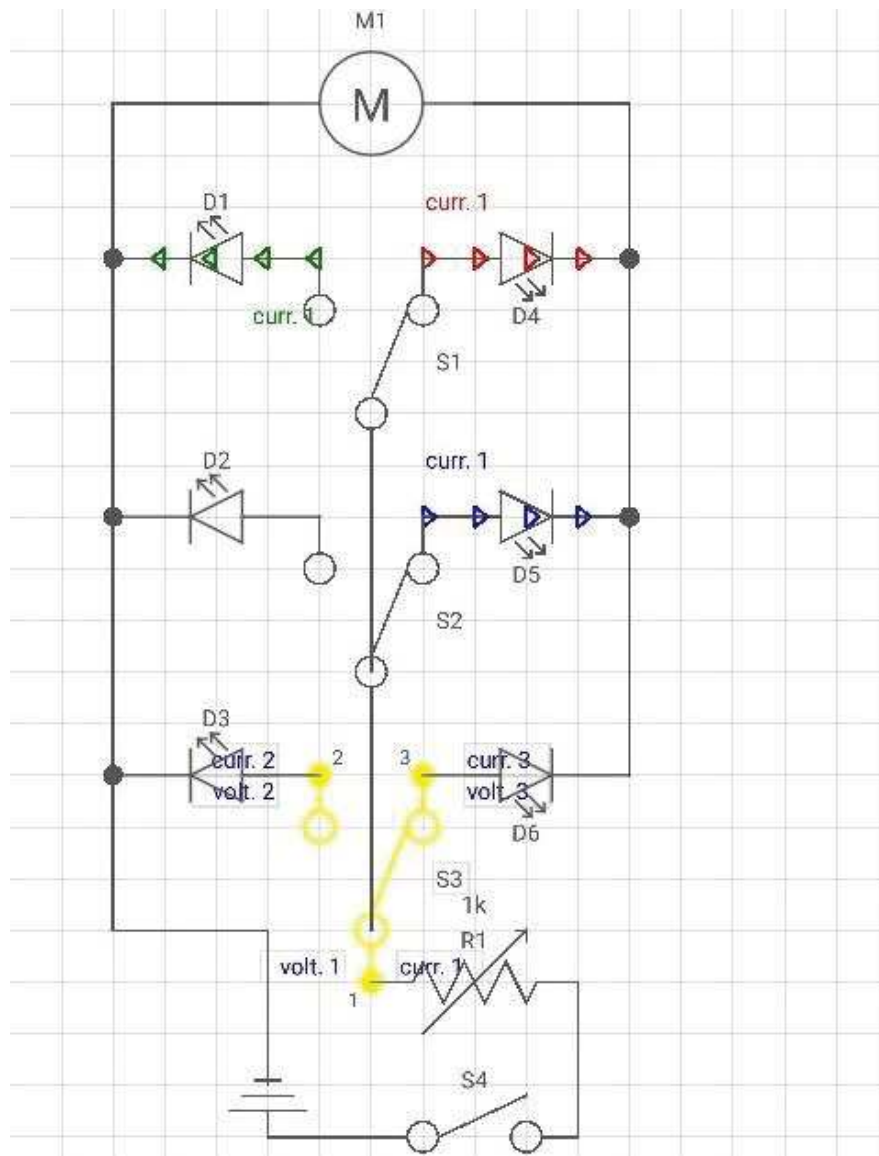 M1
M
D1
curr. 1
curr. 1
D4
S1
D2
curr. 1
D5
S2
D3
curr. 2
2
3
curr. 3
volt. 2
volt. 3
D6
S3
1k
R1
volt. 1
curr. 1
1
S4